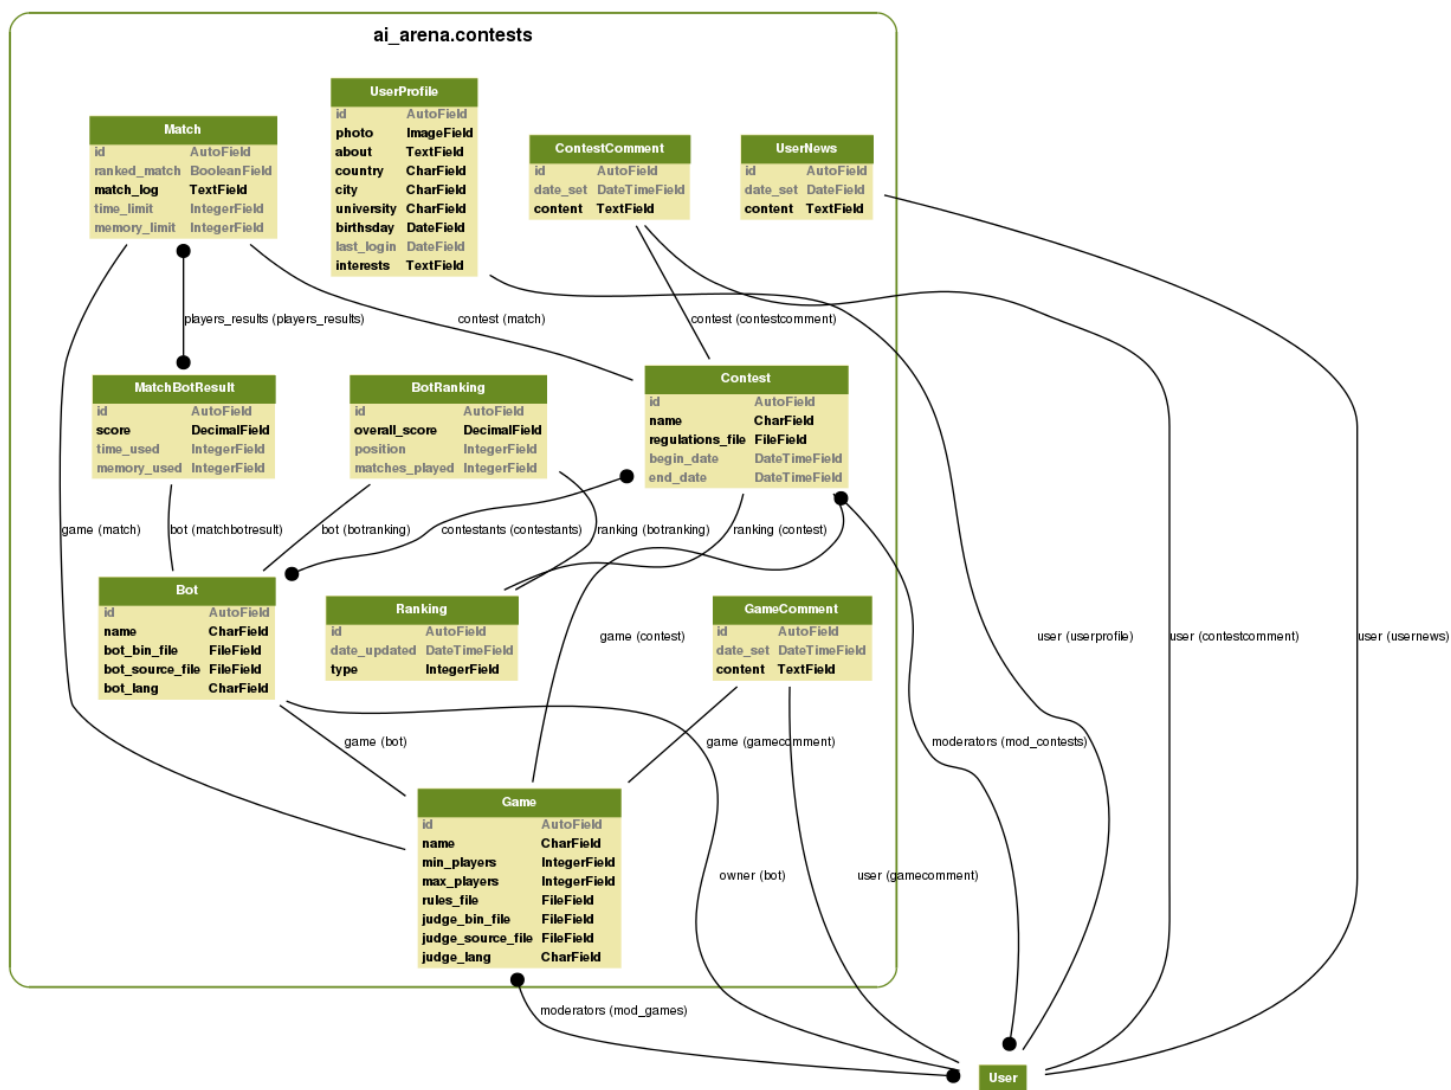 ai_arena.contests
UserProfile
id AutoField
photo ImageField
about TextField
country CharField
city CharField
university CharField
birthsday DateField
last_login DateField
interests TextField
Match
id AutoField
ranked_match BooleanField
match_log TextField
time_limit IntegerField
memory_limit IntegerField
ContestComment
id AutoField
date_set DateTimeField
content TextField
UserNews
id AutoField
date_set DateField
content TextField
players_results (players_results)
contest (match)
contest (contestcomment)
MatchBotResult
id AutoField
score DecimalField
time_used IntegerField
memory_used IntegerField
BotRanking
id AutoField
overall_score DecimalField
position IntegerField
matches_played IntegerField
Contest
id AutoField
name CharField
regulations_file FileField
begin_date DateTimeField
end_date DateTimeField
game (match)
bot (matchbotresult)
bot (botranking)
contestants (contestants)
ranking (botranking)
ranking (contest)
Bot
id AutoField
name CharField
bot_bin_file FileField
bot_source_file FileField
bot_lang CharField
Ranking
id AutoField
date_updated DateTimeField
type IntegerField
game (contest)
GameComment
id AutoField
date_set DateTimeField
content TextField
user (userprofile)
user (contestcomment)
user (usernews)
game (bot)
game (gamecomment)
moderators (mod_contests)
Game
id AutoField
name CharField
min_players IntegerField
max_players IntegerField
rules_file FileField
judge_bin_file FileField
judge_source_file FileField
judge_lang CharField
owner (bot)
user (gamecomment)
moderators (mod_games)
User